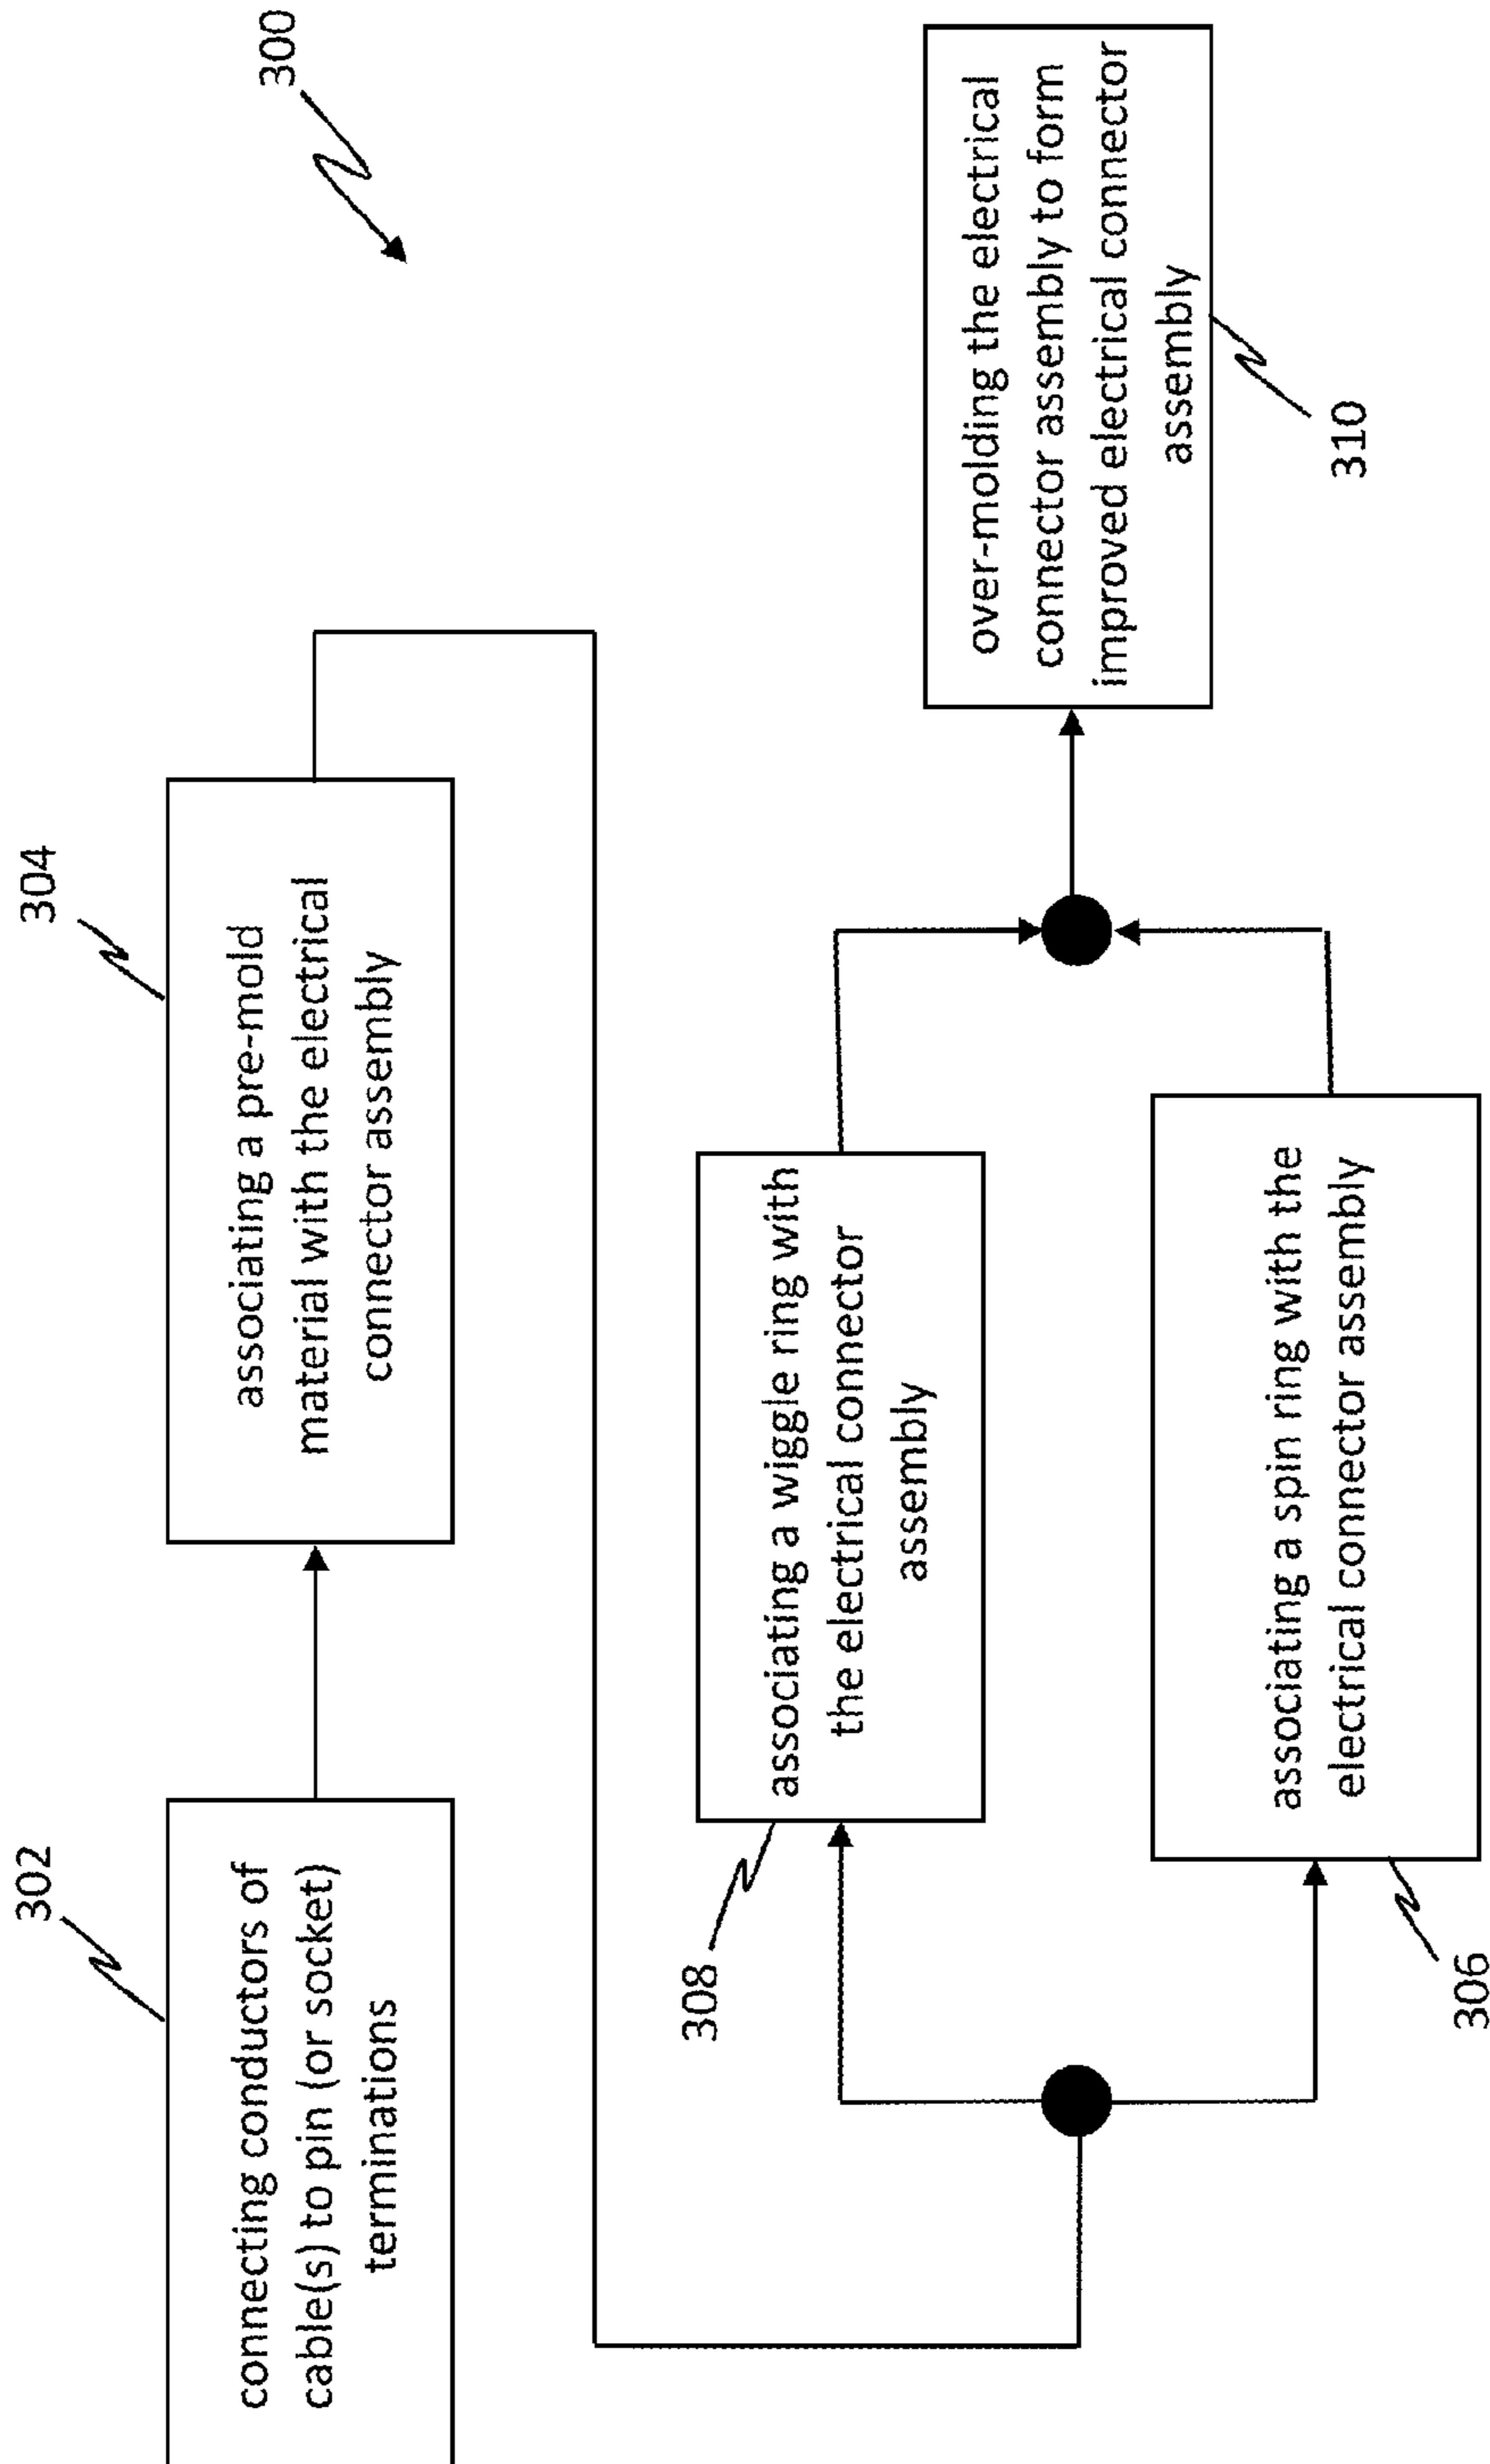 300
302
connecting conductors of
cable(s) to pin (or socket)
terminations
304
associating a pre-mold
material with the electrical
connector assembly
308
associating a wiggle ring with
the electrical connector
assembly
306
associating a spin ring with the
electrical connector assembly
over-molding the electrical
connector assembly to form
improved electrical connector
assembly
310